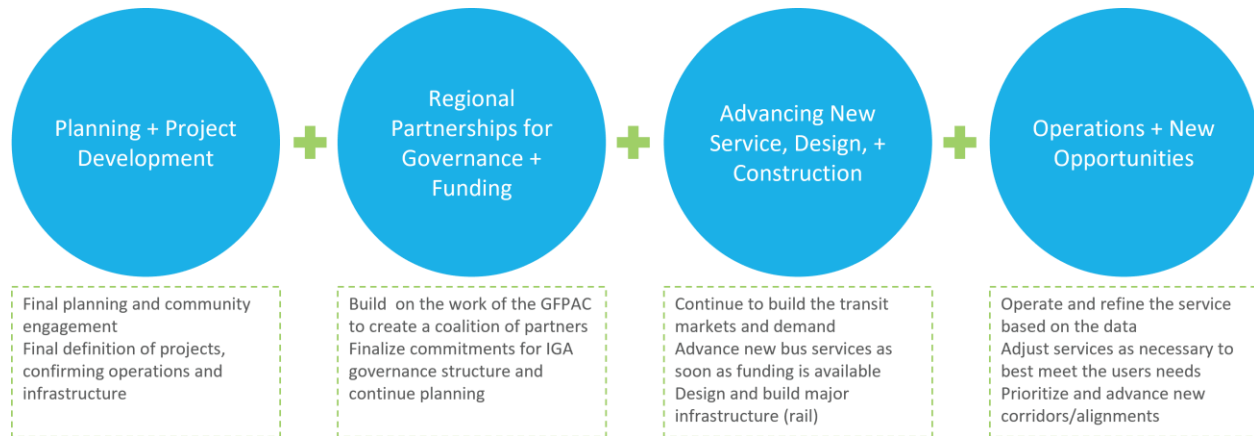 Planning + Project
Development
Regional
Partnerships for
Governance +
Funding
Advancing New
Service, Design, +
Construction
Operations + New
Opportunities
Final planning and community
engagement
Final definition of projects,
confirming operations and
infrastructure
Build  on the work of the GFPAC
to create a coalition of partners
Finalize commitments for IGA
governance structure and
continue planning
Continue to build the transit
markets and demand
Advance new bus services as
soon as funding is available
Design and build major
infrastructure (rail)
Operate and refine the service
based on the data
Adjust services as necessary to
best meet the users needs
Prioritize and advance new
corridors/alignments